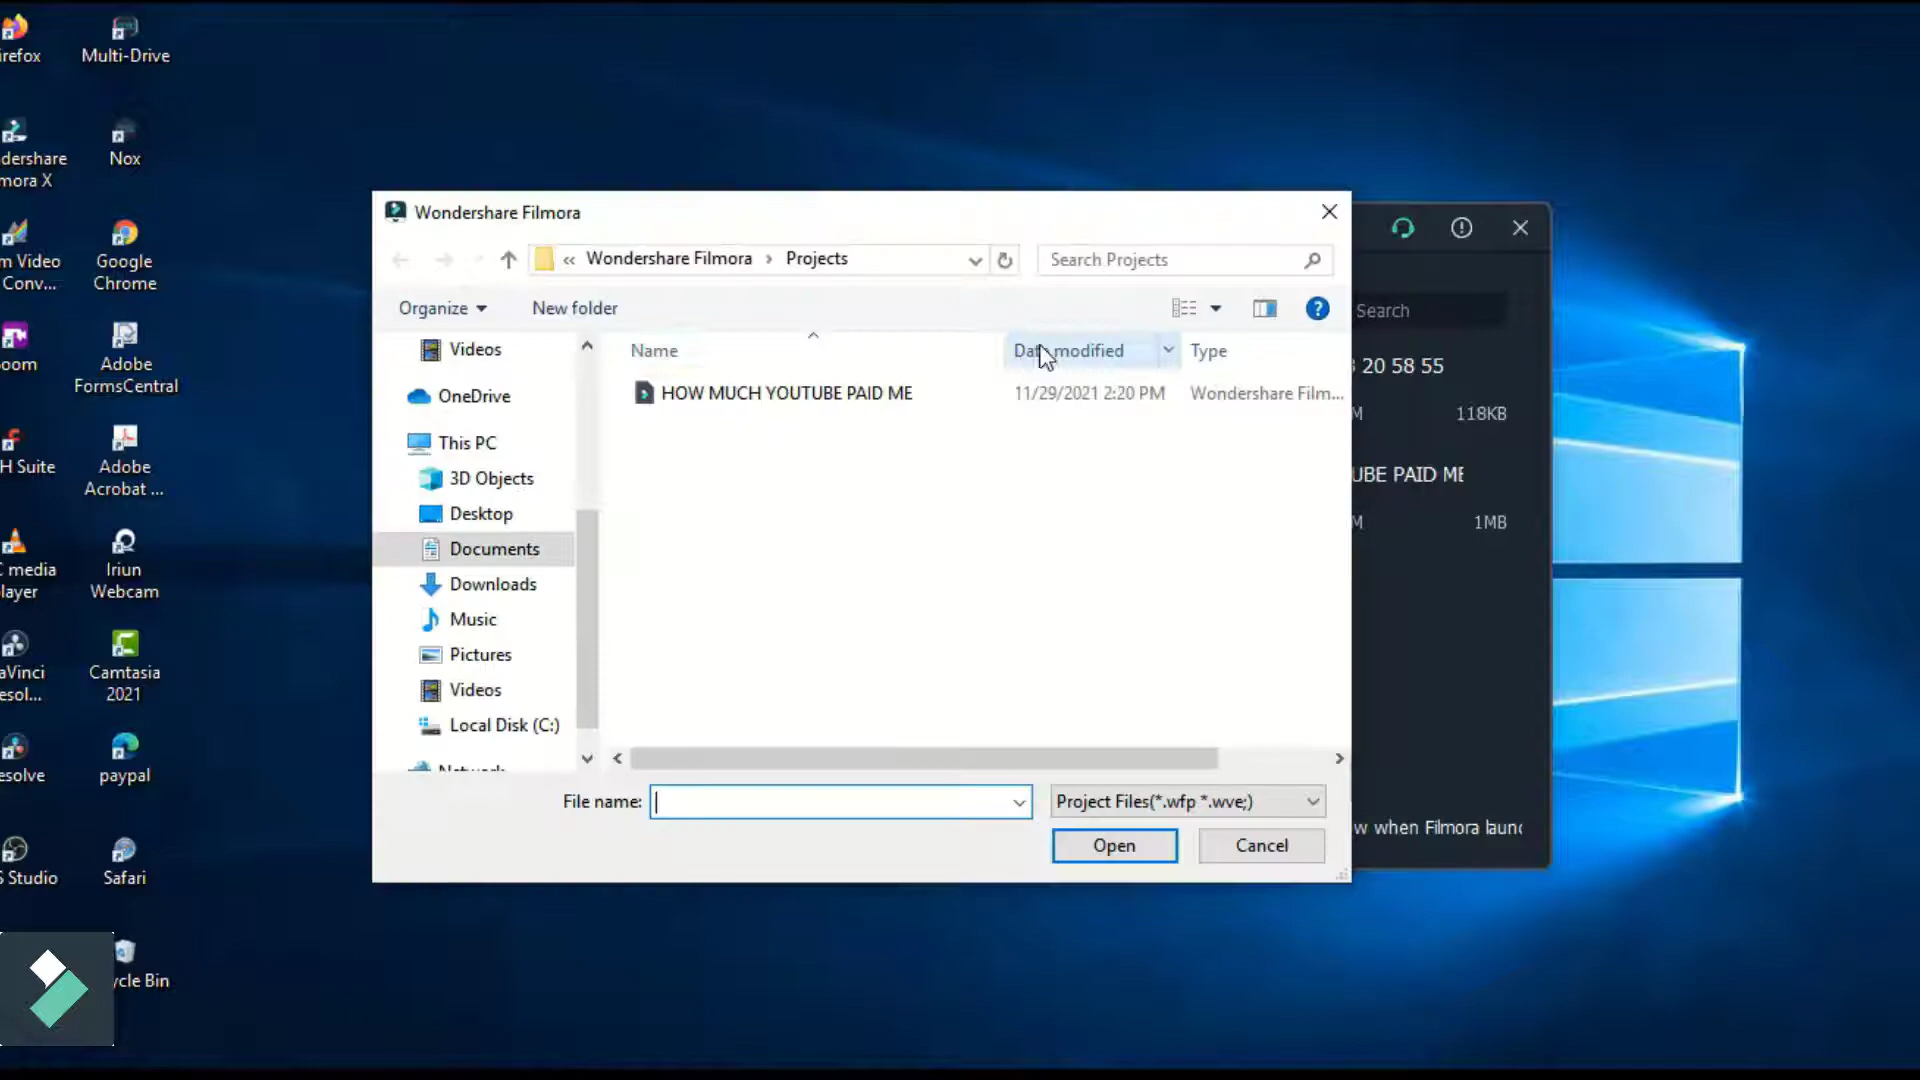 irefox
Multi-Drive
dershare
mora X
Nox
m Video
Conv...
Google
Chrome
oom
Adobe
FormsCentral
H Suite
Adobe
Acrobat ...
C media
layer
Iriun
Webcam
aVinci
esol...
Camtasia
2021
esolve
paypal
S Studio
Safari
ycle Bin
Wondershare Filmora
« Wondershare Filmora › Projects
Search Projects
Organize
New folder
Name
Date modified
Type
HOW MUCH YOUTUBE PAID ME
11/29/2021 2:20 PM
Wondershare Film...
Videos
OneDrive
This PC
3D Objects
Desktop
Documents
Downloads
Music
Pictures
Videos
Local Disk (C:)
Network
File name:
Project Files(*.wfp *.wve;)
Open
Cancel
Search
20 58 55
M 118KB
UBE PAID ME
M 1MB
w when Filmora launc